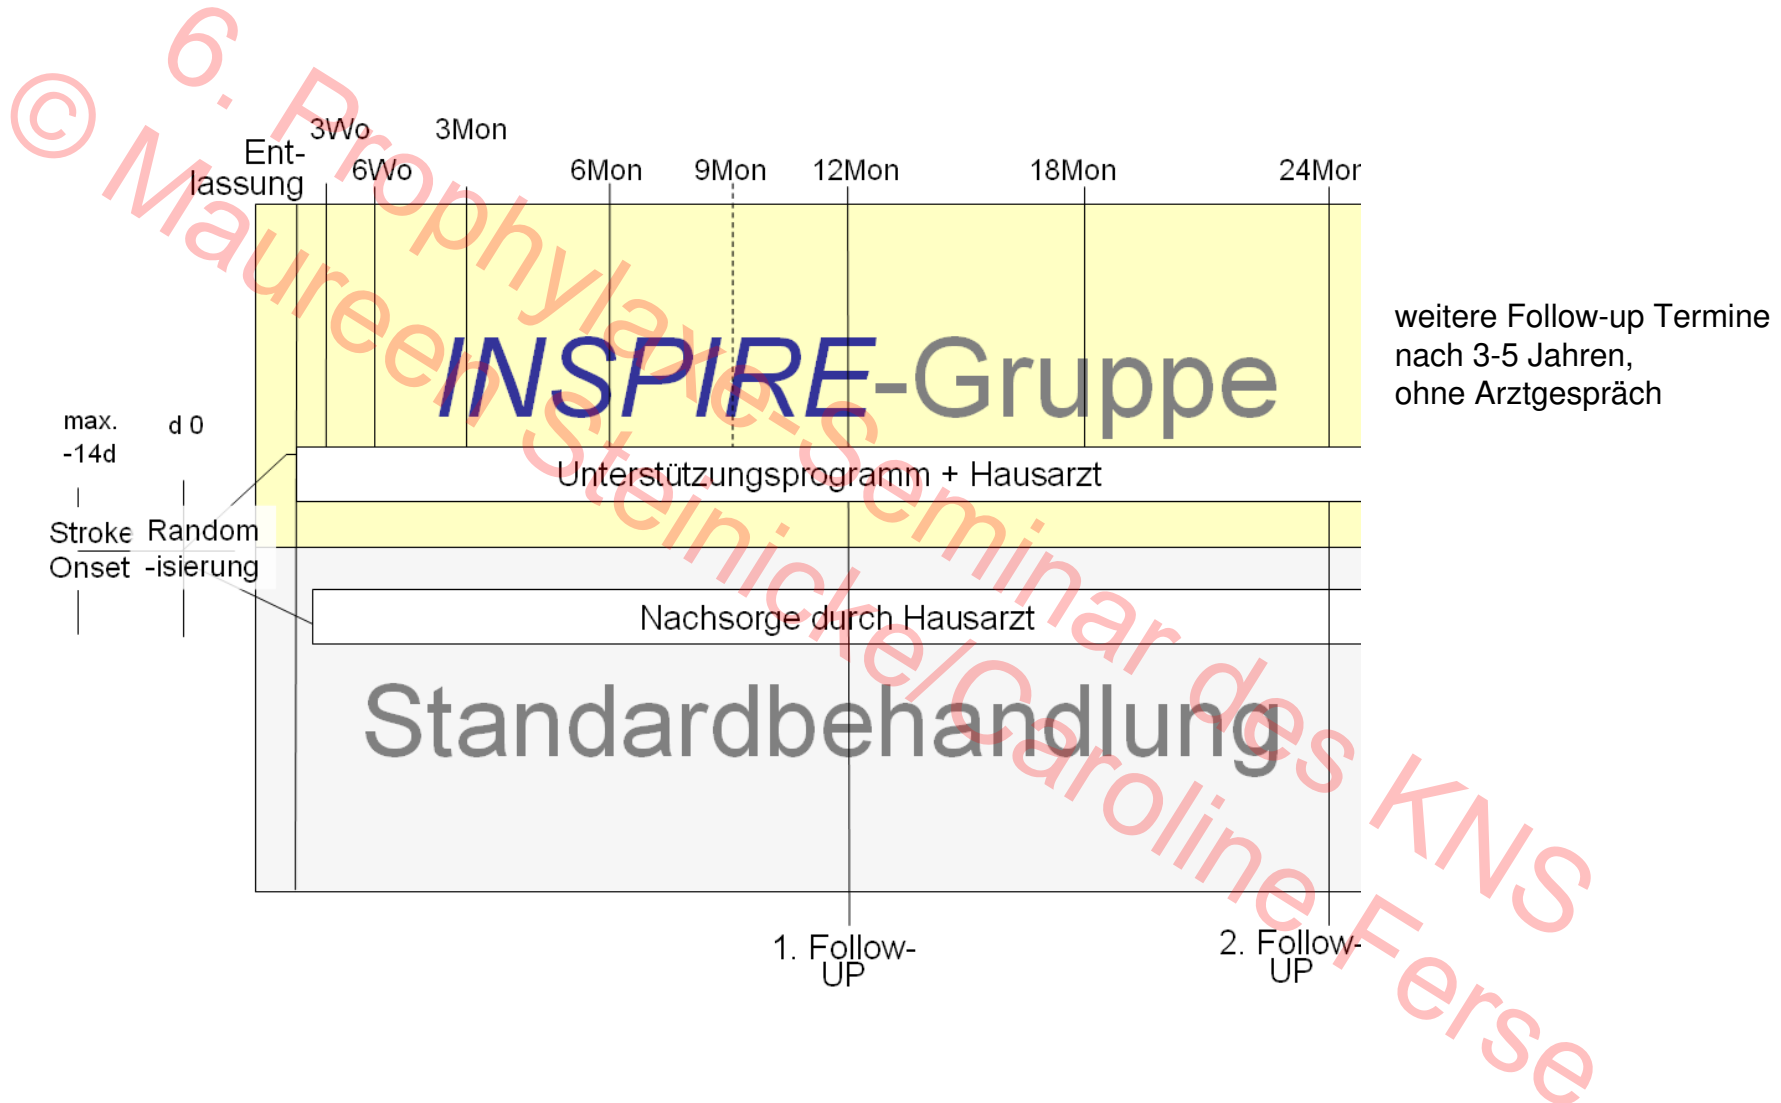 6. Prophylaxe-Seminar des KNS
© Maureen Steinicke/Caroline Ferse
3Wo
3Mon
Ent-
lassung
6Wo
6Mon
9Mon
12Mon
18Mon
24Mon
INSPIRE-Gruppe
weitere Follow-up Termine
nach 3-5 Jahren,
ohne Arztgespräch
max.
-14d
d 0
Unterstützungsprogramm + Hausarzt
Stroke
Onset
Random
-isierung
Nachsorge durch Hausarzt
Standardbehandlung
1. Follow-
UP
2. Follow-
UP